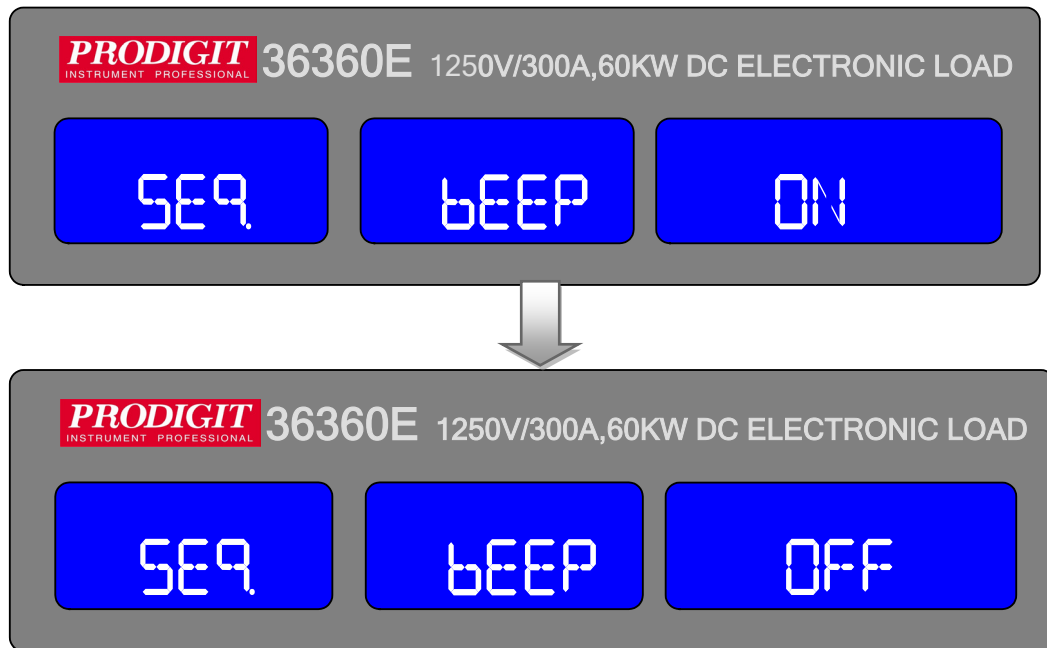 PRODIGIT 36360E 1250V/300A,60KW DC ELECTRONIC LOAD
INSTRUMENT PROFESSIONAL
SEq. bEEP ON
PRODIGIT 36360E 1250V/300A,60KW DC ELECTRONIC LOAD
INSTRUMENT PROFESSIONAL
SEq. bEEP OFF